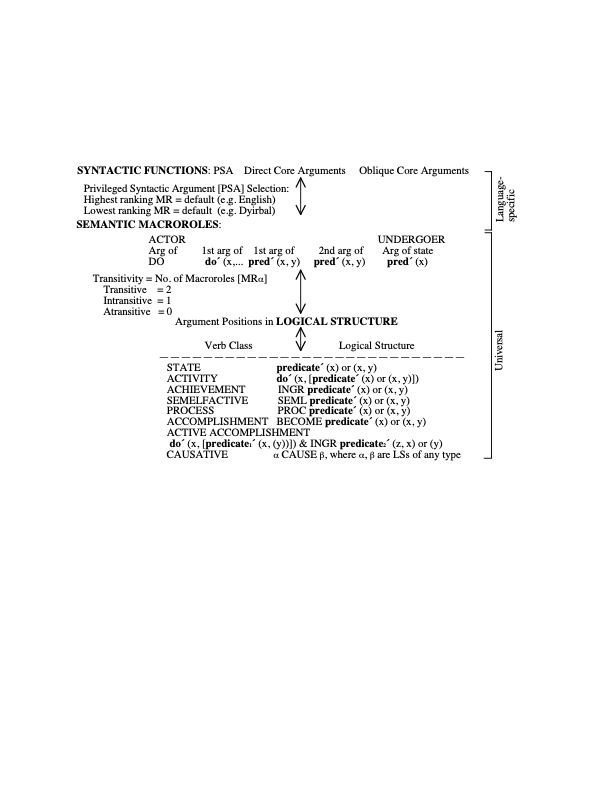 SYNTACTIC FUNCTIONS: PSA Direct Core Arguments Oblique Core Arguments
Privileged Syntactic Argument [PSA] Selection:
Highest ranking MR = default (e.g. English)
Lowest ranking MR = default (e.g. Dyirbal)
Language-
specific
SEMANTIC MACROROLES:
ACTOR UNDERGOER
Arg of 1st arg of 1st arg of 2nd arg of Arg of state
DO do´ (x,... pred´ (x, y) pred´ (x, y) pred´ (x)
Transitivity = No. of Macroroles [MRα]
Transitive = 2
Intransitive = 1
Atransitive = 0
Argument Positions in LOGICAL STRUCTURE
Verb Class Logical Structure
STATE predicate´ (x) or (x, y)
ACTIVITY do´ (x, [predicate´ (x) or (x, y)])
ACHIEVEMENT INGR predicate´ (x) or (x, y)
SEMELFACTIVE SEML predicate´ (x) or (x, y)
PROCESS PROC predicate´ (x) or (x, y)
ACCOMPLISHMENT BECOME predicate´ (x) or (x, y)
ACTIVE ACCOMPLISHMENT
do´ (x, [predicate₁´ (x, (y))]) & INGR predicate₂´ (z, x) or (y)
CAUSATIVE α CAUSE β, where α, β are LSs of any type
Universal